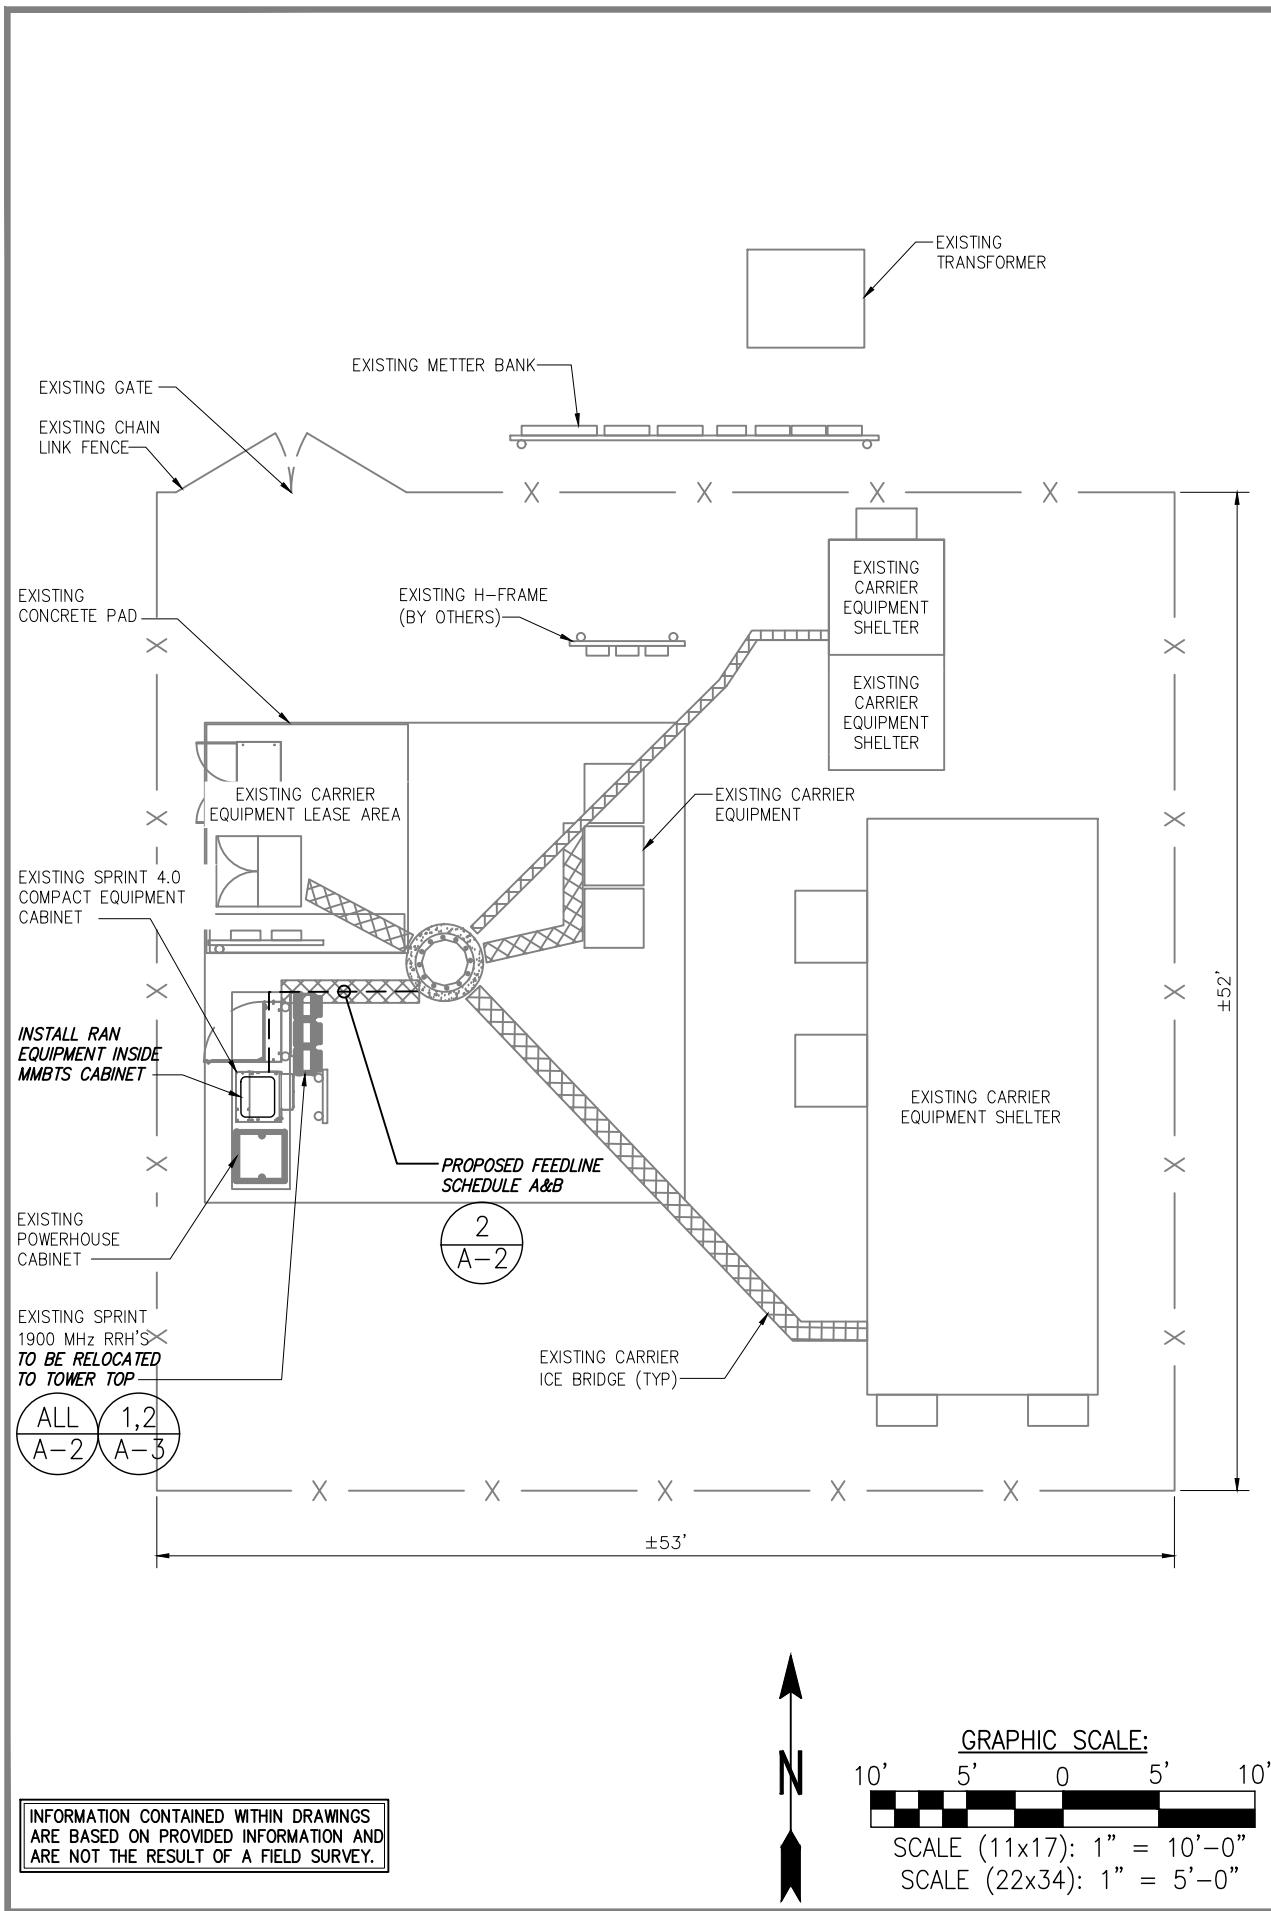 EXISTING
TRANSFORMER
EXISTING METTER BANK
EXISTING GATE
EXISTING CHAIN
LINK FENCE
X X X X
EXISTING
CARRIER
EQUIPMENT
SHELTER
EXISTING
CONCRETE PAD
EXISTING H-FRAME
(BY OTHERS)
X
X
EXISTING
CARRIER
EQUIPMENT
SHELTER
EXISTING CARRIER
EQUIPMENT LEASE AREA
EXISTING CARRIER
EQUIPMENT
X
X
EXISTING SPRINT 4.0
COMPACT EQUIPMENT
CABINET
X
X
±52'
INSTALL RAN
EQUIPMENT INSIDE
MMBTS CABINET
EXISTING CARRIER
EQUIPMENT SHELTER
X
X
PROPOSED FEEDLINE
SCHEDULE A&B
2
A-2
EXISTING
POWERHOUSE
CABINET
EXISTING SPRINT
1900 MHz RRH'S
TO BE RELOCATED
TO TOWER TOP
X
X
ALL
A-2
1,2
A-3
EXISTING CARRIER
ICE BRIDGE (TYP)
X X X X X
±53'
N
GRAPHIC SCALE:
10' 5' 0 5' 10'
SCALE (11x17): 1" = 10'-0"
SCALE (22x34): 1" = 5'-0"
INFORMATION CONTAINED WITHIN DRAWINGS
ARE BASED ON PROVIDED INFORMATION AND
ARE NOT THE RESULT OF A FIELD SURVEY.